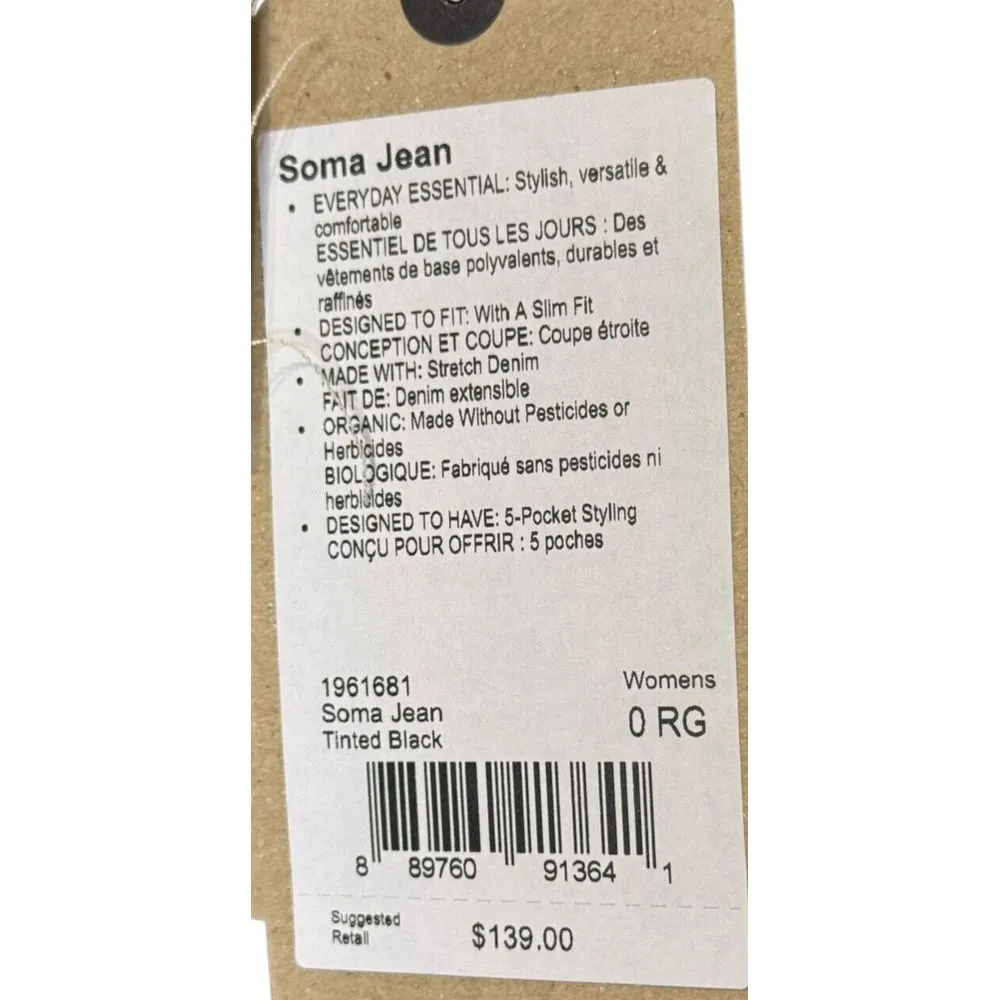 Soma Jean
• EVERYDAY ESSENTIAL: Stylish, versatile &
comfortable
ESSENTIEL DE TOUS LES JOURS : Des
vêtements de base polyvalents, durables et
raffinés
• DESIGNED TO FIT: With A Slim Fit
CONCEPTION ET COUPE: Coupe étroite
• MADE WITH: Stretch Denim
FAIT DE: Denim extensible
• ORGANIC: Made Without Pesticides or
Herbicides
BIOLOGIQUE: Fabriqué sans pesticides ni
herbicides
• DESIGNED TO HAVE: 5-Pocket Styling
CONÇU POUR OFFRIR : 5 poches
1961681
Soma Jean
Tinted Black
Womens
0 RG
8 89760 91364 1
Suggested
Retail
$139.00